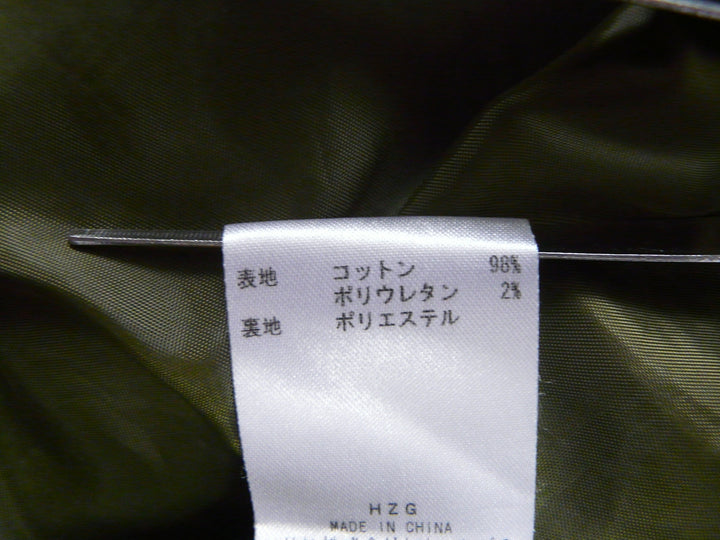 表地 コットン 98%
ポリウレタン 2%
裏地 ポリエステル
HZG
MADE IN CHINA